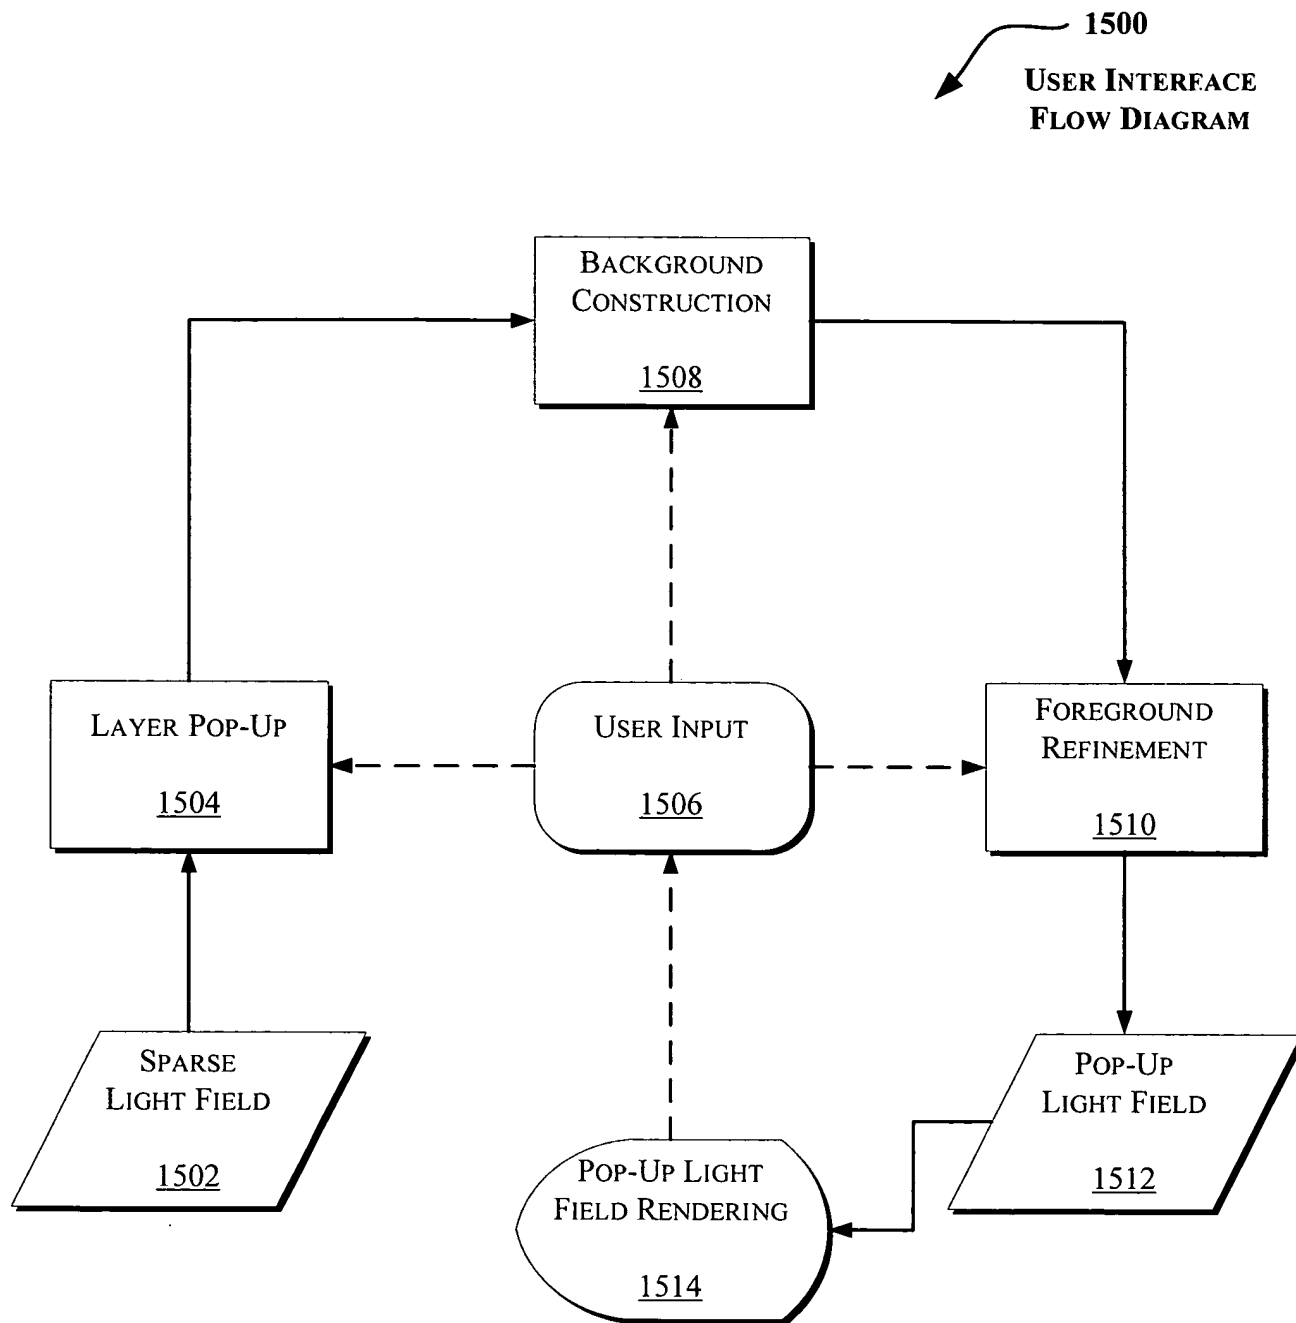 1500
USER INTERFACE
FLOW DIAGRAM
BACKGROUND
CONSTRUCTION
1508
LAYER POP-UP
1504
USER INPUT
1506
FOREGROUND
REFINEMENT
1510
SPARSE
LIGHT FIELD
1502
POP-UP LIGHT
FIELD RENDERING
1514
POP-UP
LIGHT FIELD
1512